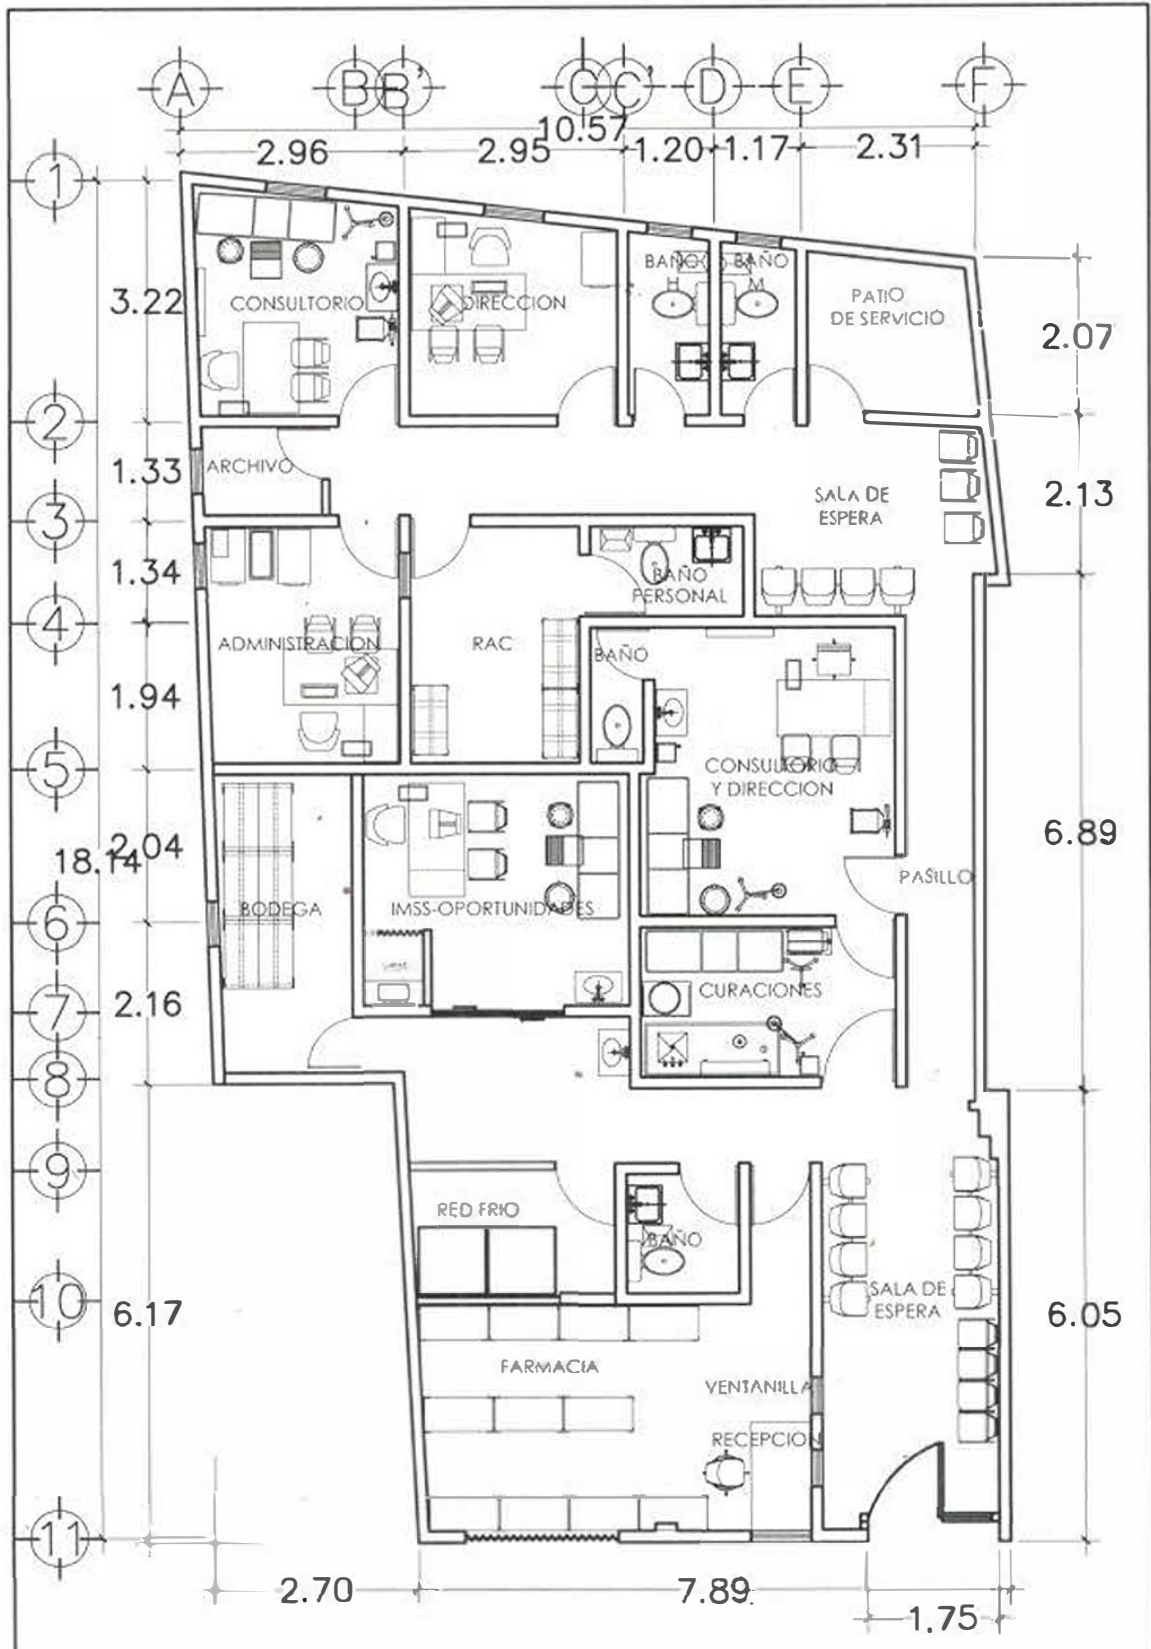 A B B' C C' D E F
10.57
2.96 2.95 1.20 1.17 2.31
1
3.22
CONSULTORIO
DIRECCION
BAÑO
H
BAÑO
M
PATIO
DE SERVICIO
2.07
2
1.33
ARCHIVO
SALA DE
ESPERA
2.13
3
1.34
BAÑO
PERSONAL
4
ADMINISTRACION
RAC
BAÑO
1.94
5
CONSULTORIO
Y DIRECCION
2.04
18.14
6.89
PASILLO
6
BODEGA
IMSS-OPORTUNIDADES
CURACIONES
7
2.16
8
9
RED FRIO
BAÑO
SALA DE
ESPERA
10
6.17
6.05
FARMACIA
VENTANILLA
RECEPCION
11
2.70
7.89
1.75